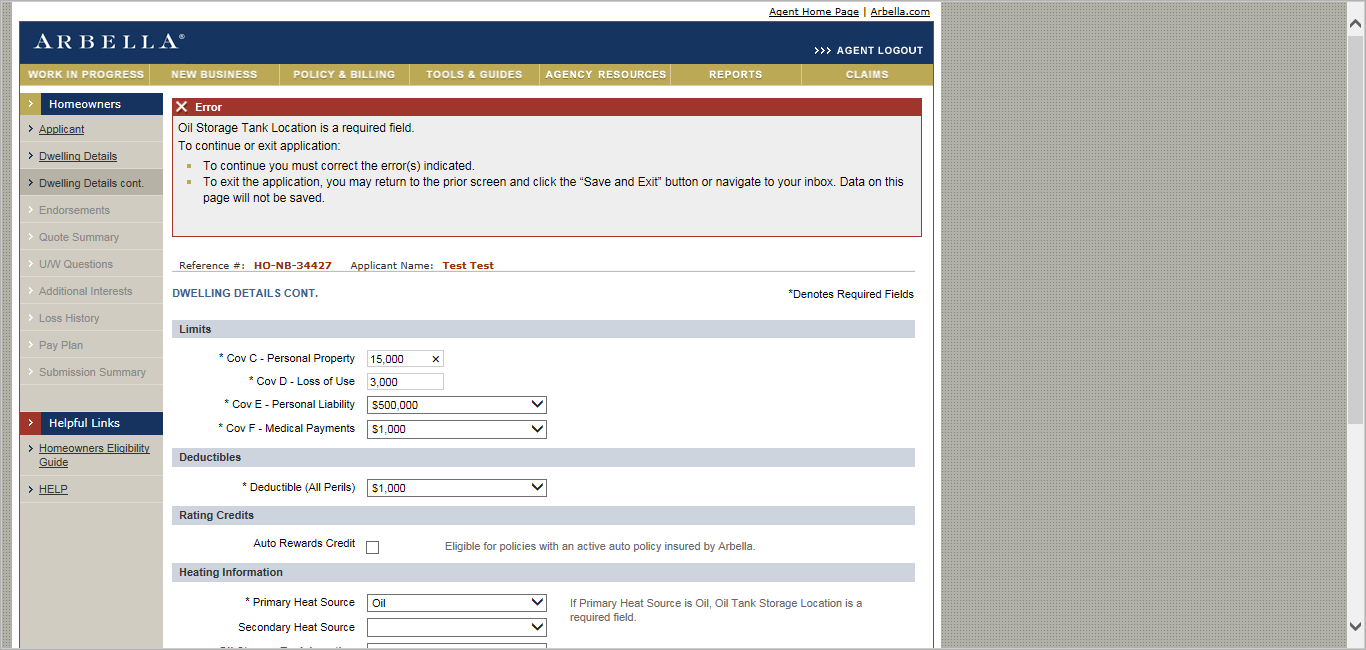 Agent Home Page | Arbella.com
ARBELLA®
>>> AGENT LOGOUT
WORK IN PROGRESS NEW BUSINESS POLICY & BILLING TOOLS & GUIDES AGENCY RESOURCES REPORTS CLAIMS
Homeowners
Applicant
Dwelling Details
Dwelling Details cont.
Endorsements
Quote Summary
U/W Questions
Additional Interests
Loss History
Pay Plan
Submission Summary
Helpful Links
Homeowners Eligibility
Guide
HELP
Error
Oil Storage Tank Location is a required field.
To continue or exit application:
To continue you must correct the error(s) indicated.
To exit the application, you may return to the prior screen and click the “Save and Exit” button or navigate to your inbox. Data on this
page will not be saved.
Reference #: HO-NB-34427 Applicant Name: Test Test
DWELLING DETAILS CONT. *Denotes Required Fields
Limits
* Cov C - Personal Property 15,000
* Cov D - Loss of Use 3,000
* Cov E - Personal Liability $500,000
* Cov F - Medical Payments $1,000
Deductibles
* Deductible (All Perils) $1,000
Rating Credits
Auto Rewards Credit Eligible for policies with an active auto policy insured by Arbella.
Heating Information
* Primary Heat Source Oil If Primary Heat Source is Oil, Oil Tank Storage Location is a
required field.
Secondary Heat Source